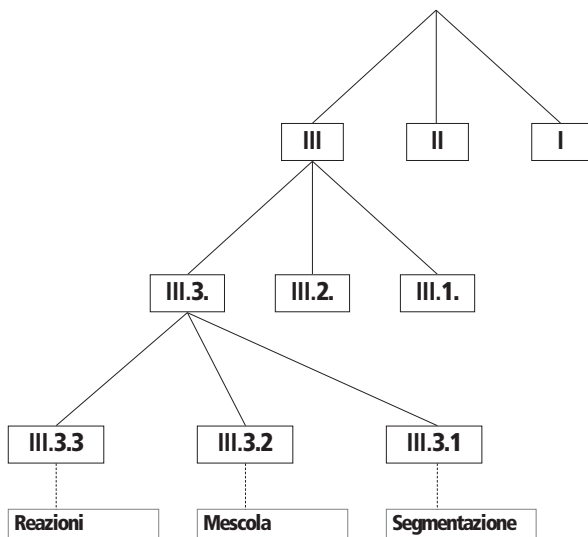 III
II
I
III.3.
III.2.
III.1.
III.3.3
III.3.2
III.3.1
Reazioni
Mescola
Segmentazione